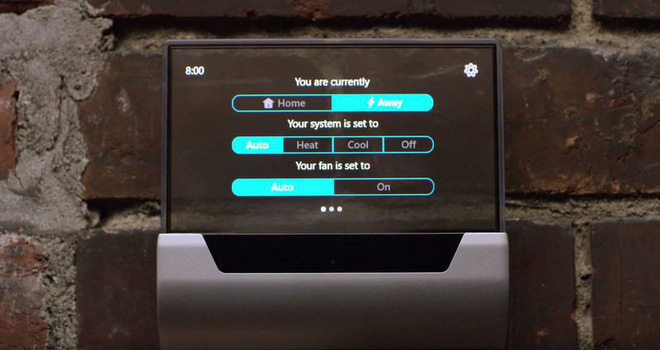 8:00
You are currently
Home Away
Your system is set to
Auto Heat Cool Off
Your fan is set to
Auto On